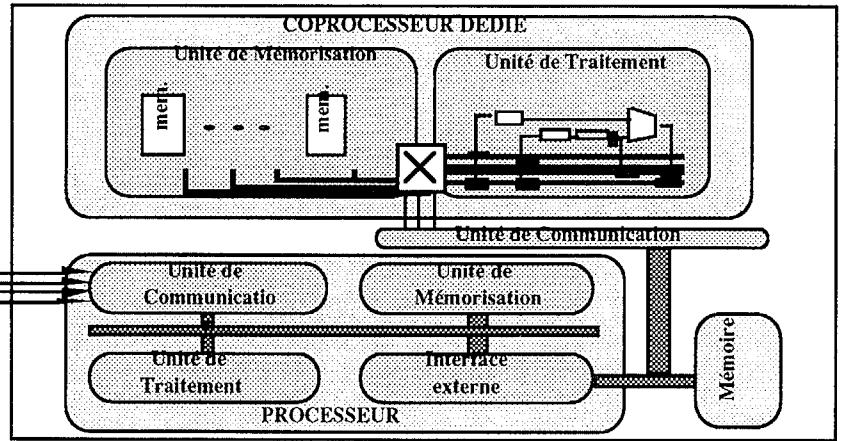 COPROCESSEUR DEDIE
Unité de Mémorisation
Unité de Traitement
mem.
mem.
Unité de Communication
Unité de
Communicatio
Unité de
Mémorisation
Unité de
Traitement
Interface
externe
Mémoire
PROCESSEUR